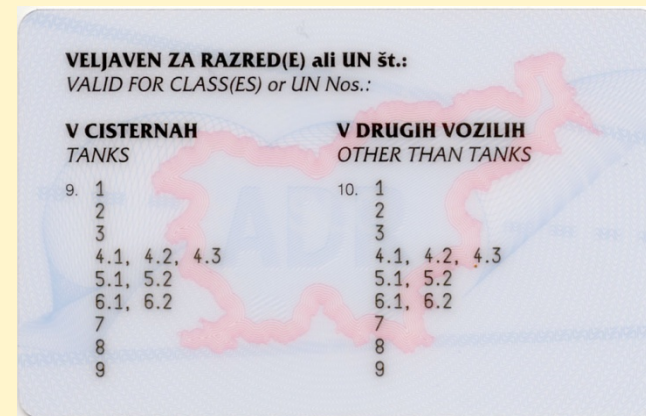 VELJAVEN ZA RAZRED(E) ali UN št.:
VALID FOR CLASS(ES) or UN Nos.:
V CISTERNAH
TANKS
9. 1
2
3
4.1, 4.2, 4.3
5.1, 5.2
6.1, 6.2
7
8
9
V DRUGIH VOZILIH
OTHER THAN TANKS
10. 1
2
3
4.1, 4.2, 4.3
5.1, 5.2
6.1, 6.2
7
8
9
ADR